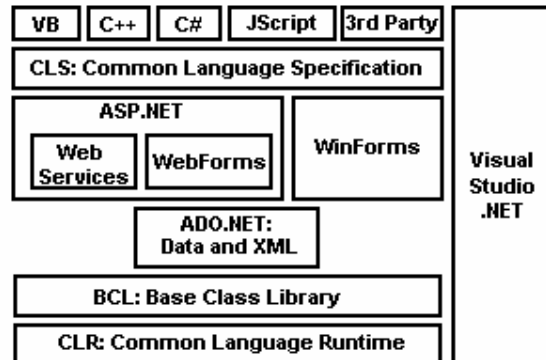 VB
C++
C#
JScript
3rd Party
CLS: Common Language Specification
ASP.NET
Web
Services
WebForms
WinForms
ADO.NET:
Data and XML
BCL: Base Class Library
CLR: Common Language Runtime
Visual
Studio
.NET